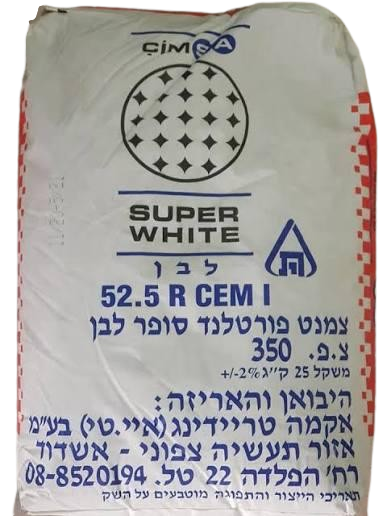 ÇİMSA
SUPER
WHITE
לבן
52.5 R CEM I
צמנט פורטלנד סופר לבן
צ.פ. 350
משקל 25 ק״ג 2%-/+
היבואן והאריזה:
אקמה טריידינג (איי.טי) בע״מ
אזור תעשיה צפוני - אשדוד
רח׳ הפלדה 22 טל. 08-8520194
תאריכי הייצור והתפוגה מוטבעים על השק